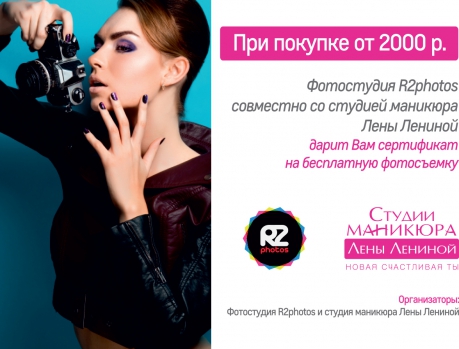 При покупке от 2000 р.
Фотостудия R2photos
совместно со студией маникюра
Лены Лениной
дарит Вам сертификат
на бесплатную фотосъемку
R2
photos
Студии
маникюра
Лены Лениной
НОВАЯ СЧАСТЛИВАЯ ТЫ
Организаторы:
Фотостудия R2photos и студия маникюра Лены Лениной